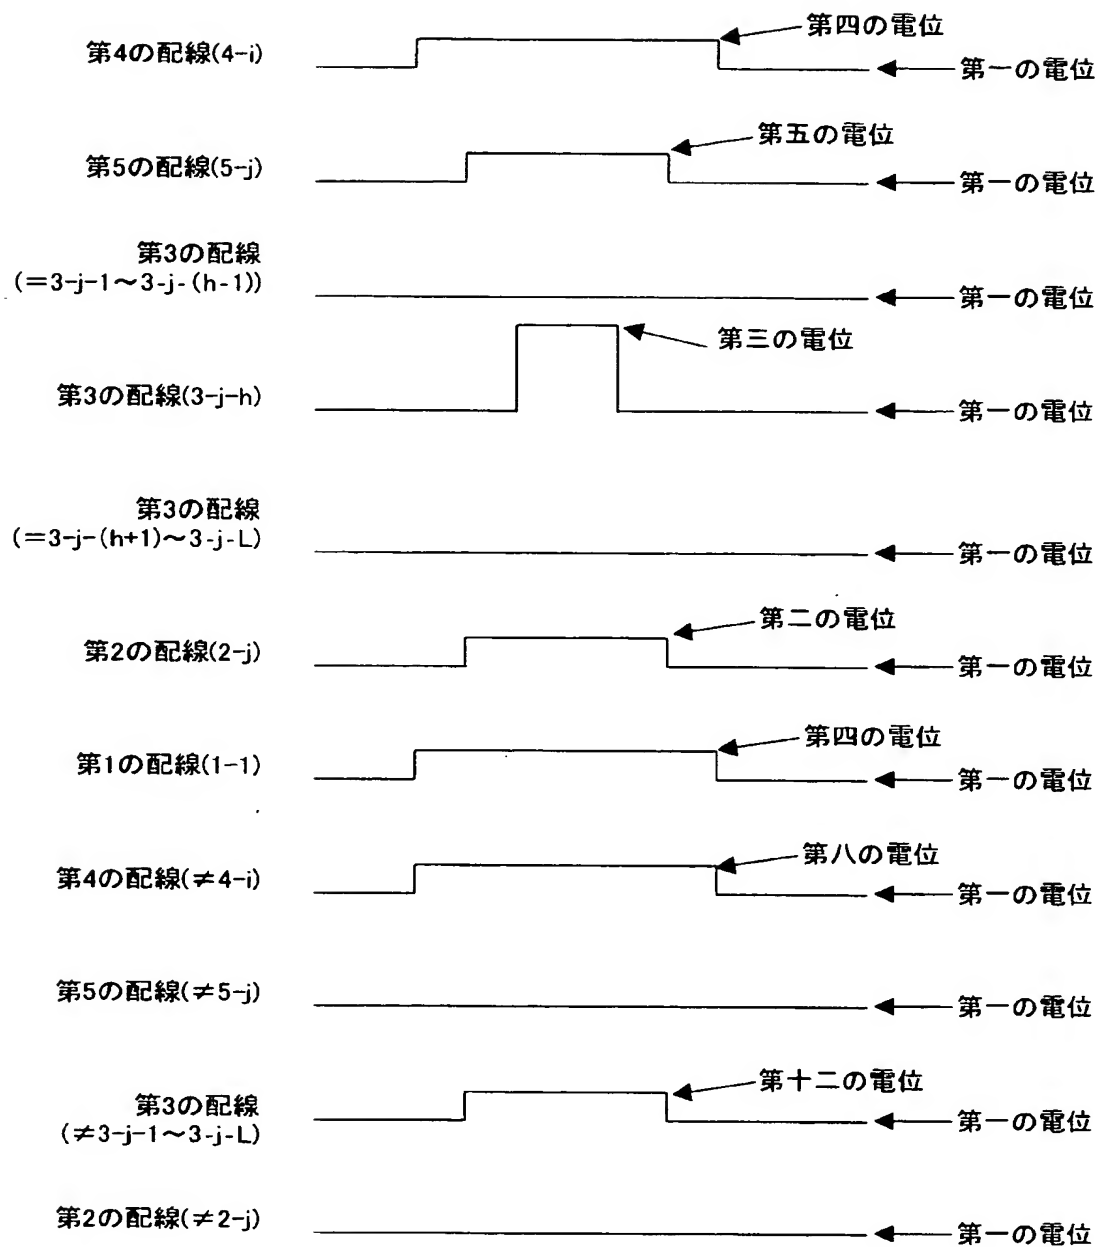 第四の電位
第4の配線(4-i)
第一の電位
第五の電位
第5の配線(5-j)
第一の電位
第3の配線
(＝3-j-1～3-j-(h-1))
第一の電位
第三の電位
第3の配線(3-j-h)
第一の電位
第3の配線
(＝3-j-(h+1)～3-j-L)
第一の電位
第二の電位
第2の配線(2-j)
第一の電位
第四の電位
第1の配線(1-1)
第一の電位
第八の電位
第4の配線(≠4-i)
第一の電位
第5の配線(≠5-j)
第一の電位
第十二の電位
第3の配線
(≠3-j-1～3-j-L)
第一の電位
第2の配線(≠2-j)
第一の電位